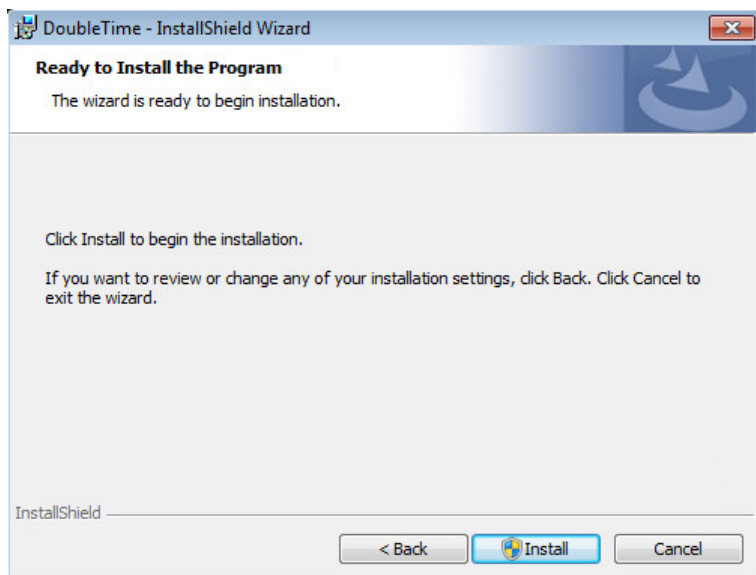 DoubleTime - InstallShield Wizard
Ready to Install the Program
The wizard is ready to begin installation.
Click Install to begin the installation.
If you want to review or change any of your installation settings, click Back. Click Cancel to
exit the wizard.
InstallShield
< Back
Install
Cancel